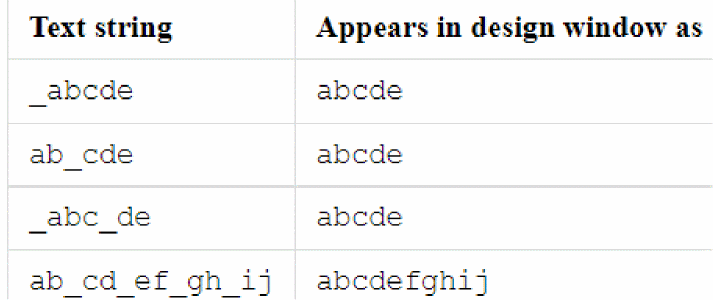 Text string Appears in design window as
_abcde abcde
ab_cde abcde
_abc_de abcde
ab_cd_ef_gh_ij abcdefghij